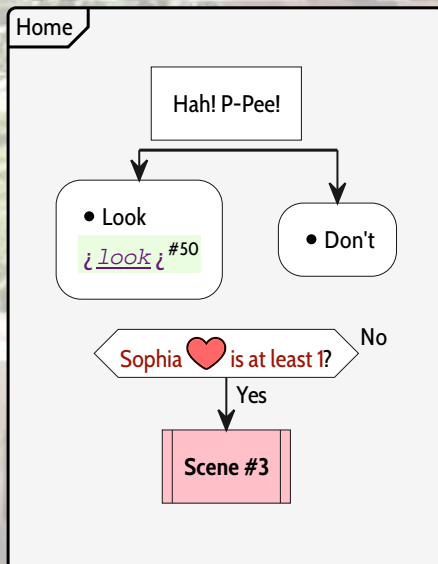 Home
Hah! P-Pee!
• Look
¿look¿#50
• Don't
Sophia ❤ is at least 1?
No
Yes
Scene #3